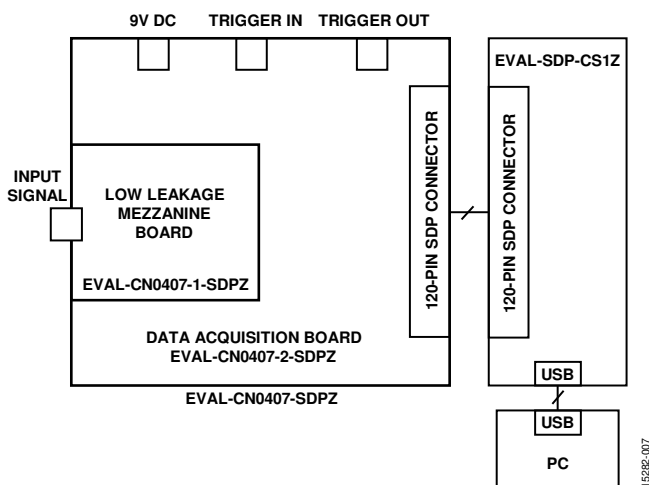 9V DC
TRIGGER IN
TRIGGER OUT
EVAL-SDP-CS1Z
120-PIN SDP CONNECTOR
120-PIN SDP CONNECTOR
INPUT
SIGNAL
LOW LEAKAGE
MEZZANINE
BOARD
EVAL-CN0407-1-SDPZ
DATA ACQUISITION BOARD
EVAL-CN0407-2-SDPZ
EVAL-CN0407-SDPZ
USB
USB
PC
15282-007